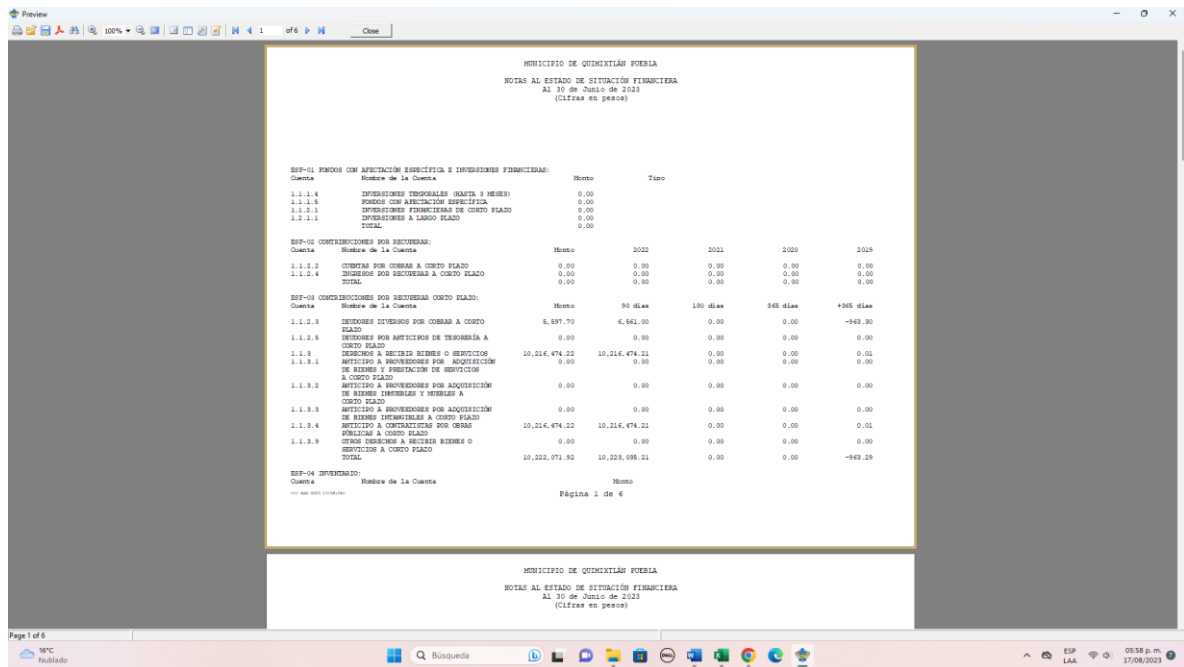 Preview
100%
1 of 6
Close
MUNICIPIO DE QUIMIXTLÁN PUEBLA
NOTAS AL ESTADO DE SITUACIÓN FINANCIERA
Al 30 de Junio de 2023
(Cifras en pesos)
ESF-01 FONDOS CON AFECTACIÓN ESPECÍFICA E INVERSIONES FINANCIERAS:
Cuenta Nombre de la Cuenta Monto Tipo
1.1.1.4 INVERSIONES TEMPORALES (HASTA 3 MESES) 0.00
1.1.1.5 FONDOS CON AFECTACIÓN ESPECÍFICA 0.00
1.1.2.1 INVERSIONES FINANCIERAS DE CORTO PLAZO 0.00
1.2.1.1 INVERSIONES A LARGO PLAZO 0.00
TOTAL 0.00
ESF-02 CONTRIBUCIONES POR RECUPERAR:
Cuenta Nombre de la Cuenta Monto 2022 2021 2020 2019
1.1.2.2 CUENTAS POR COBRAR A CORTO PLAZO 0.00 0.00 0.00 0.00 0.00
1.1.2.4 INGRESOS POR RECUPERAR A CORTO PLAZO 0.00 0.00 0.00 0.00 0.00
TOTAL 0.00 0.00 0.00 0.00 0.00
ESF-03 CONTRIBUCIONES POR RECUPERAR CORTO PLAZO:
Cuenta Nombre de la Cuenta Monto 90 días 180 días 365 días +365 días
1.1.2.3 DEUDORES DIVERSOS POR COBRAR A CORTO 5,597.70 6,561.00 0.00 0.00 -963.30
PLAZO
1.1.2.5 DEUDORES POR ANTICIPOS DE TESORERÍA A 0.00 0.00 0.00 0.00 0.00
CORTO PLAZO
1.1.3 DERECHOS A RECIBIR BIENES O SERVICIOS 10,216,474.22 10,216,474.21 0.00 0.00 0.01
1.1.3.1 ANTICIPO A PROVEEDORES POR ADQUISICIÓN 0.00 0.00 0.00 0.00 0.00
DE BIENES Y PRESTACIÓN DE SERVICIOS
A CORTO PLAZO
1.1.3.2 ANTICIPO A PROVEEDORES POR ADQUISICIÓN 0.00 0.00 0.00 0.00 0.00
DE BIENES INMUEBLES Y MUEBLES A
CORTO PLAZO
1.1.3.3 ANTICIPO A PROVEEDORES POR ADQUISICIÓN 0.00 0.00 0.00 0.00 0.00
DE BIENES INTANGIBLES A CORTO PLAZO
1.1.3.4 ANTICIPO A CONTRATISTAS POR OBRAS 10,216,474.22 10,216,474.21 0.00 0.00 0.01
PÚBLICAS A CORTO PLAZO
1.1.3.9 OTROS DERECHOS A RECIBIR BIENES O 0.00 0.00 0.00 0.00 0.00
SERVICIOS A CORTO PLAZO
TOTAL 10,222,071.92 10,223,035.21 0.00 0.00 -963.29
ESF-04 INVENTARIO:
Cuenta Nombre de la Cuenta Monto
Página 1 de 6
MUNICIPIO DE QUIMIXTLÁN PUEBLA
NOTAS AL ESTADO DE SITUACIÓN FINANCIERA
Al 30 de Junio de 2023
(Cifras en pesos)
Page 1 of 6
16°C
Nublado
Búsqueda
DELL
ESP
LAA
05:58 p. m.
17/08/2023